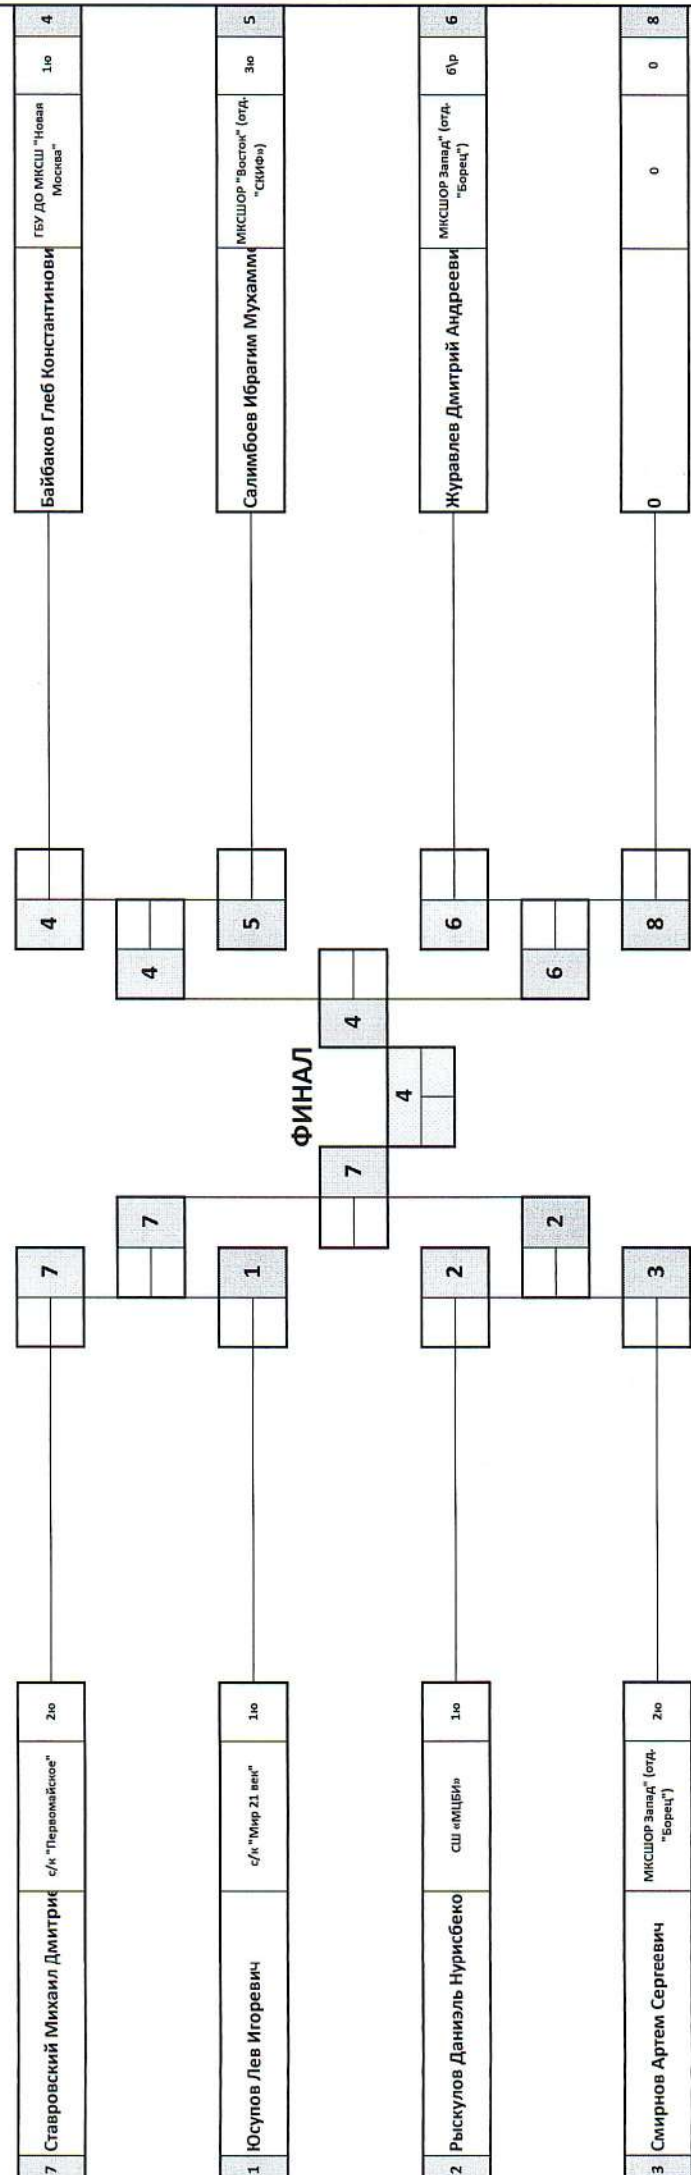 7 Ставровский Михаил Дмитрие с/к "Первомайское" 2ю
1 Юсупов Лев Игоревич с/к "Мир 21 век" 1ю
2 Рыскулов Даниэль Нурисбеко СШ «МЦБИ» 1ю
3 Смирнов Артем Сергеевич МКСШОР Запад" (отд.
"Борец") 2ю
7
7
1
2
2
3
ФИНАЛ
7
4
4
4
4
5
6
6
8
Байбаков Глеб Константинови ГБУ ДО МКСШ "Новая
Москва" 1ю 4
Салимбоев Ибрагим Мухамме МКСШОР "Восток" (отд.
"СКИФ») 3ю 5
Журавлев Дмитрий Андрееви МКСШОР Запад" (отд.
"Борец") б\р 6
0 0 0 8